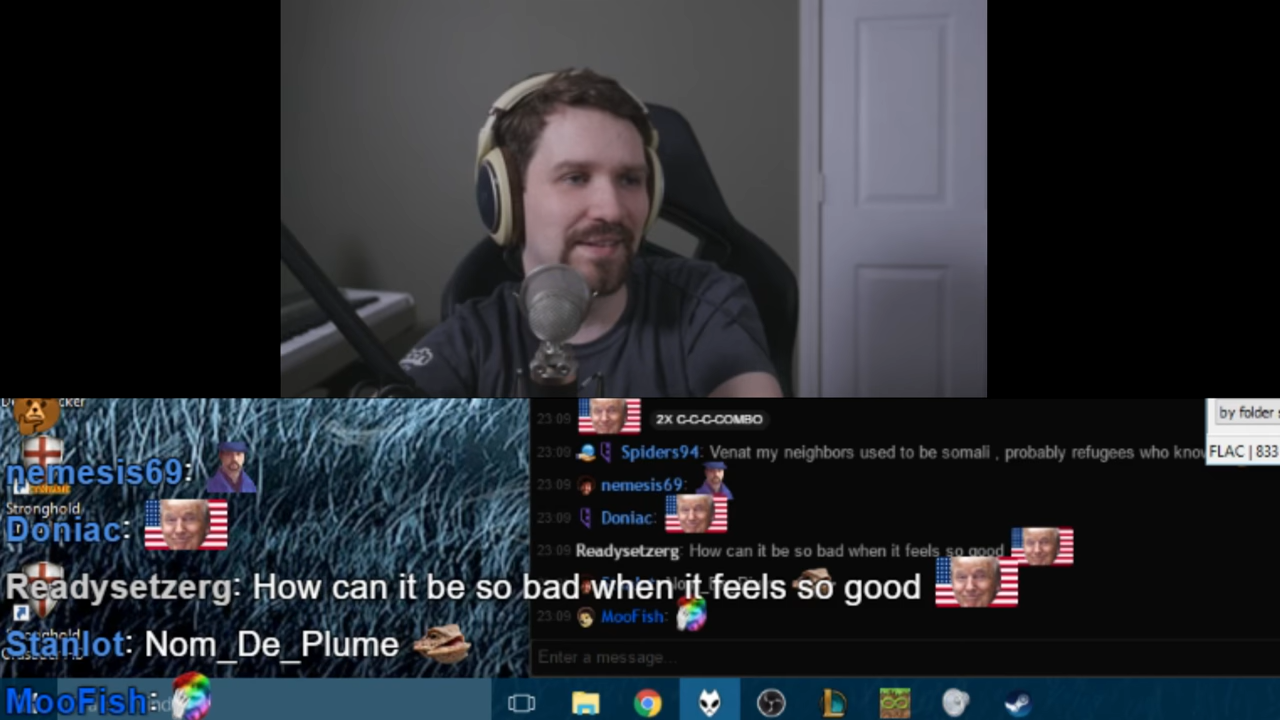 nemesis69:
Stronghold
Doniac:
Readysetzerg: How can it be so bad when it feels so good
Stanlot: Nom_De_Plume
MooFish:
23:09 2X C-C-C-COMBO
23:09 Spiders94: Venat my neighbors used to be somali , probably refugees who know
23:09 nemesis69:
23:09 Doniac:
23:09 Readysetzerg: How can it be so bad when it feels so good
23:09 MooFish:
Enter a message...
by folder s
FLAC | 833